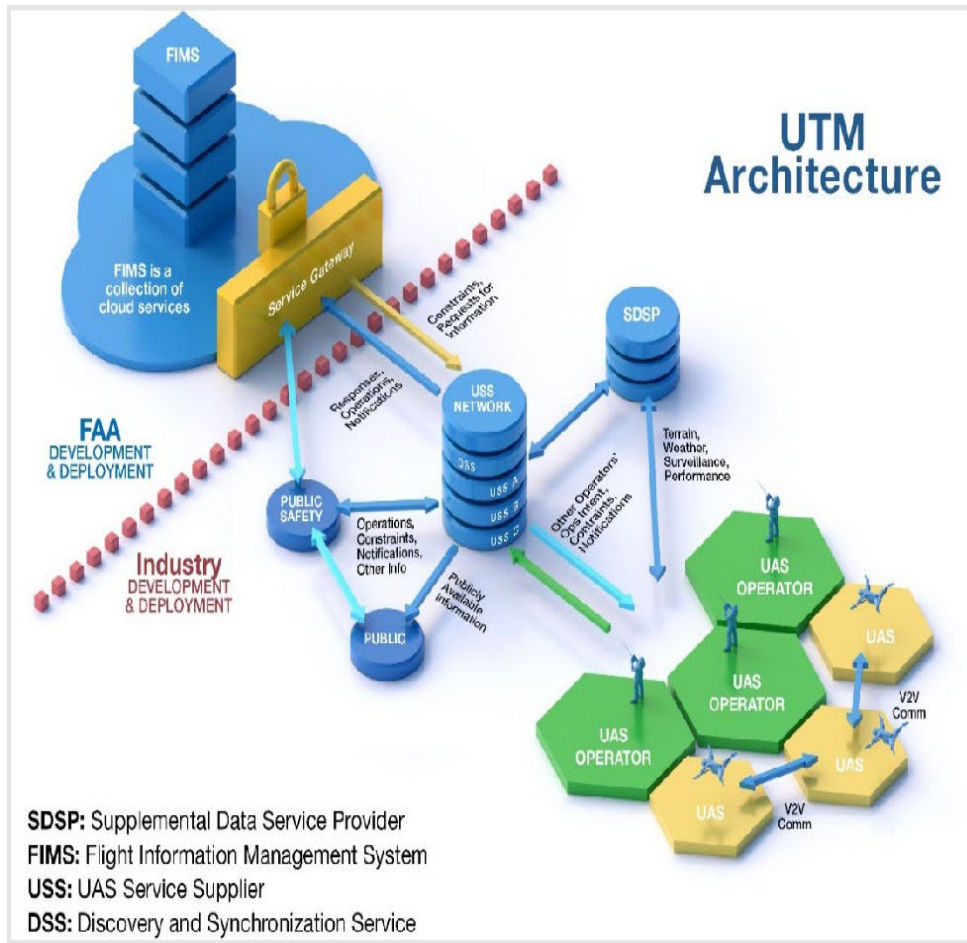 FIMS
UTM
Architecture
FIMS is a
collection of
cloud services
Service Gateway
Constraints,
Requests for
Information
SDSP
Responses,
Operations,
Notifications
USS
NETWORK
DSS
USS A
USS B
USS C
FAA
DEVELOPMENT
& DEPLOYMENT
Terrain,
Weather,
Surveillance,
Performance
PUBLIC
SAFETY
Operations,
Constraints,
Notifications,
Other Info
Other Operators'
Ops Intent,
Contraints,
Notifications
Industry
DEVELOPMENT
& DEPLOYMENT
Publicly
Available
Information
PUBLIC
UAS
OPERATOR
UAS
UAS
OPERATOR
V2V
Comm
UAS
OPERATOR
UAS
UAS
V2V
Comm
SDSP: Supplemental Data Service Provider
FIMS: Flight Information Management System
USS: UAS Service Supplier
DSS: Discovery and Synchronization Service